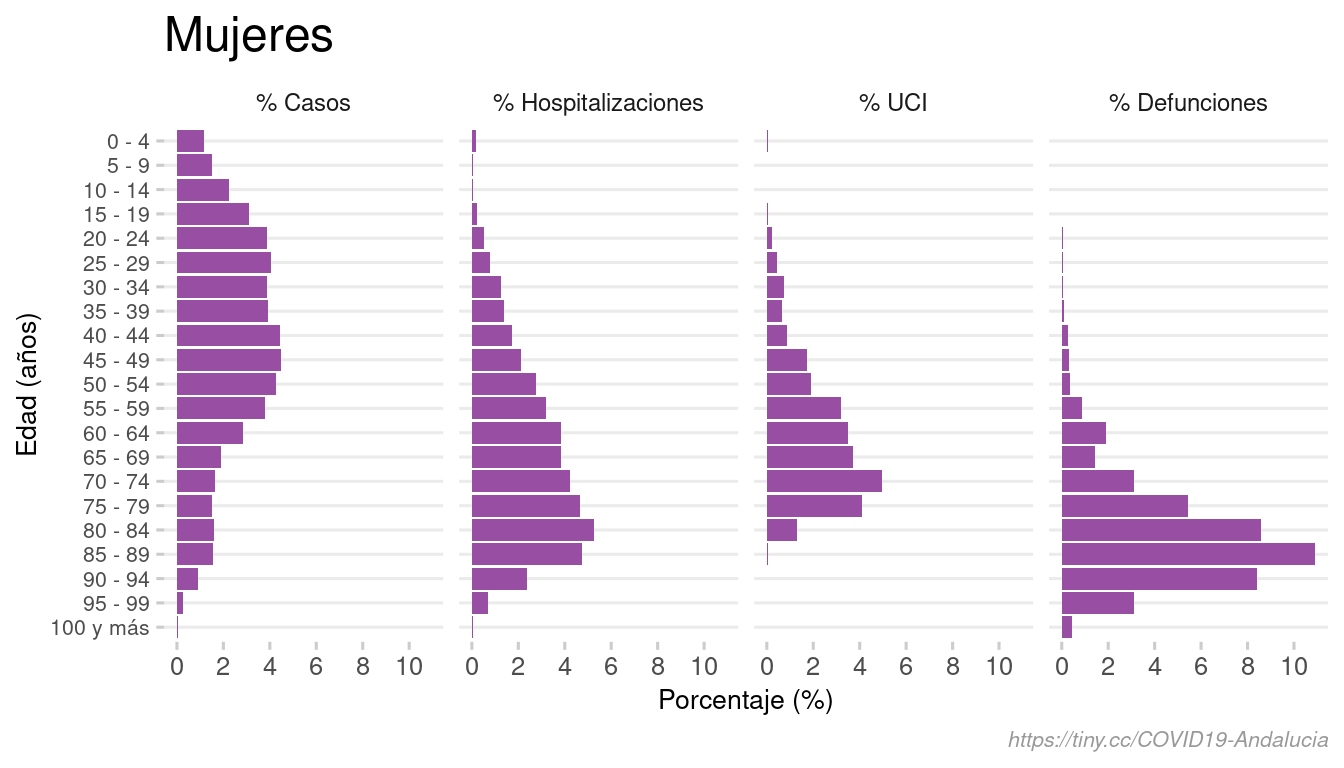 Mujeres
% Casos % Hospitalizaciones % UCI % Defunciones
Edad (años)
0 - 4
5 - 9
10 - 14
15 - 19
20 - 24
25 - 29
30 - 34
35 - 39
40 - 44
45 - 49
50 - 54
55 - 59
60 - 64
65 - 69
70 - 74
75 - 79
80 - 84
85 - 89
90 - 94
95 - 99
100 y más
0 2 4 6 8 10 0 2 4 6 8 10 0 2 4 6 8 10 0 2 4 6 8 10
Porcentaje (%)
https://tiny.cc/COVID19-Andalucia